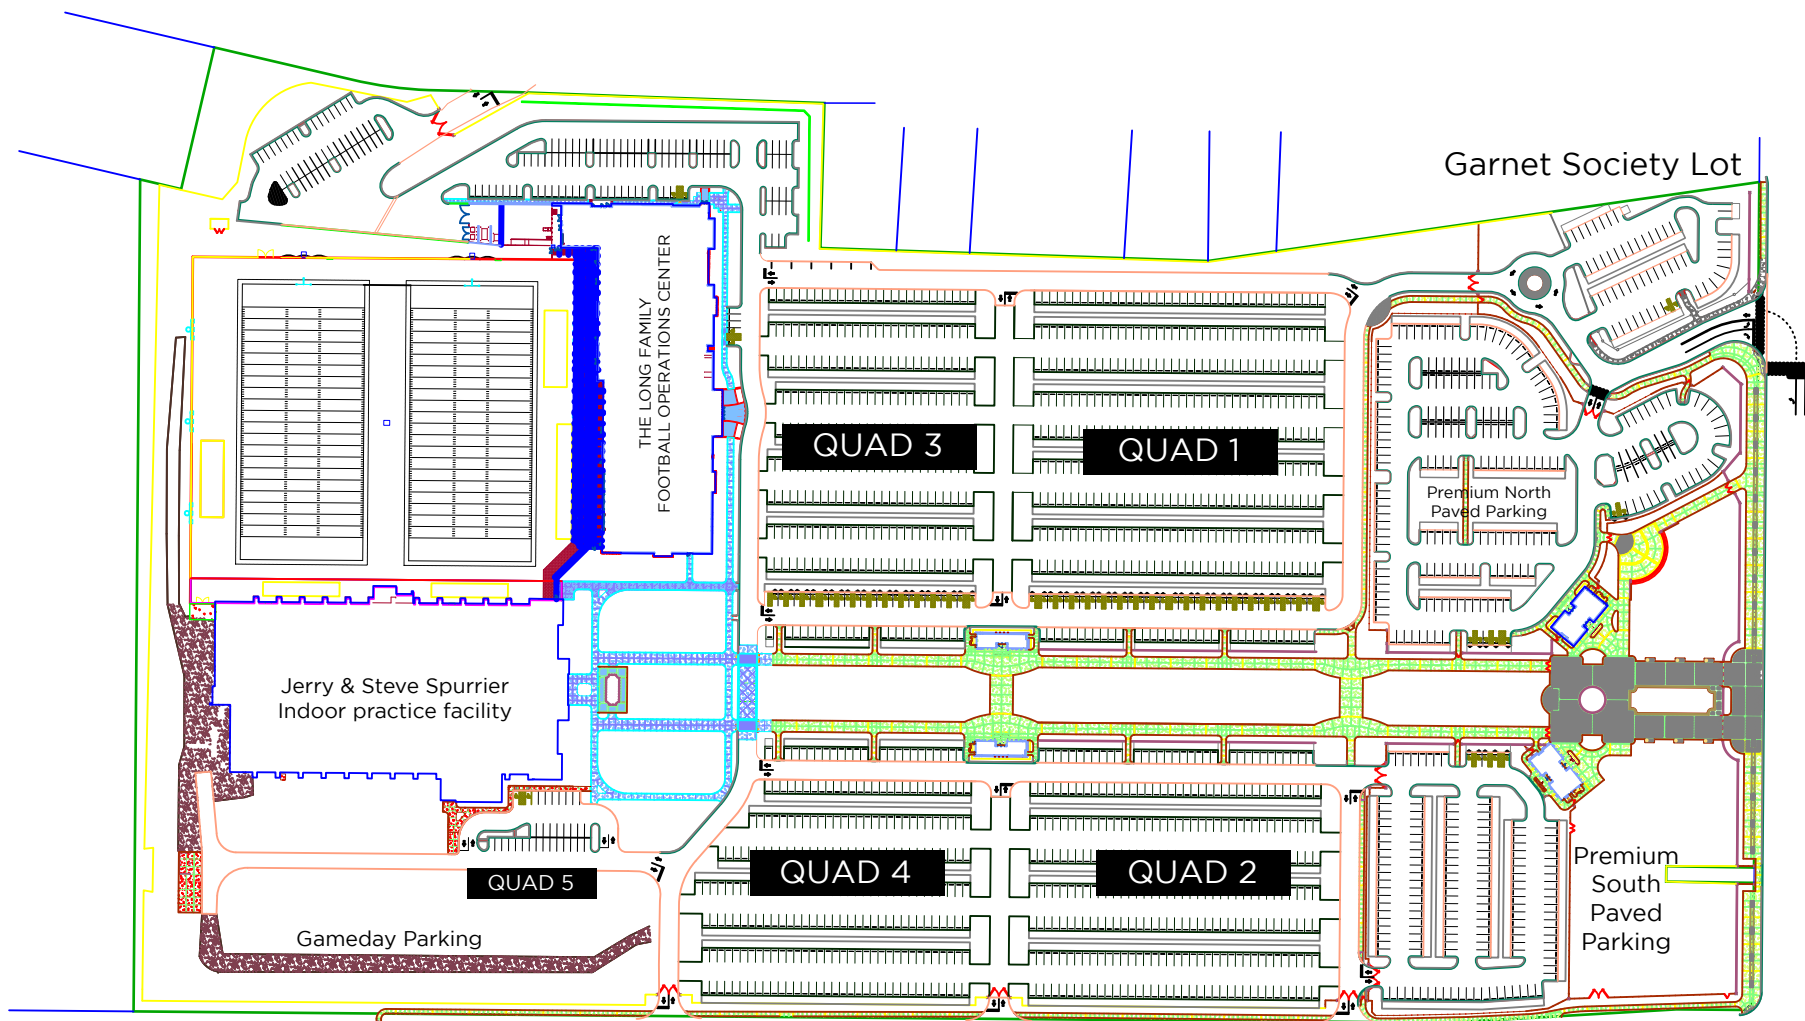 Garnet Society Lot
THE LONG FAMILY
FOOTBALL OPERATIONS CENTER
QUAD 3
QUAD 1
Premium North
Paved Parking
Jerry & Steve Spurrier
Indoor practice facility
QUAD 4
QUAD 2
QUAD 5
Premium
South
Paved
Parking
Gameday Parking